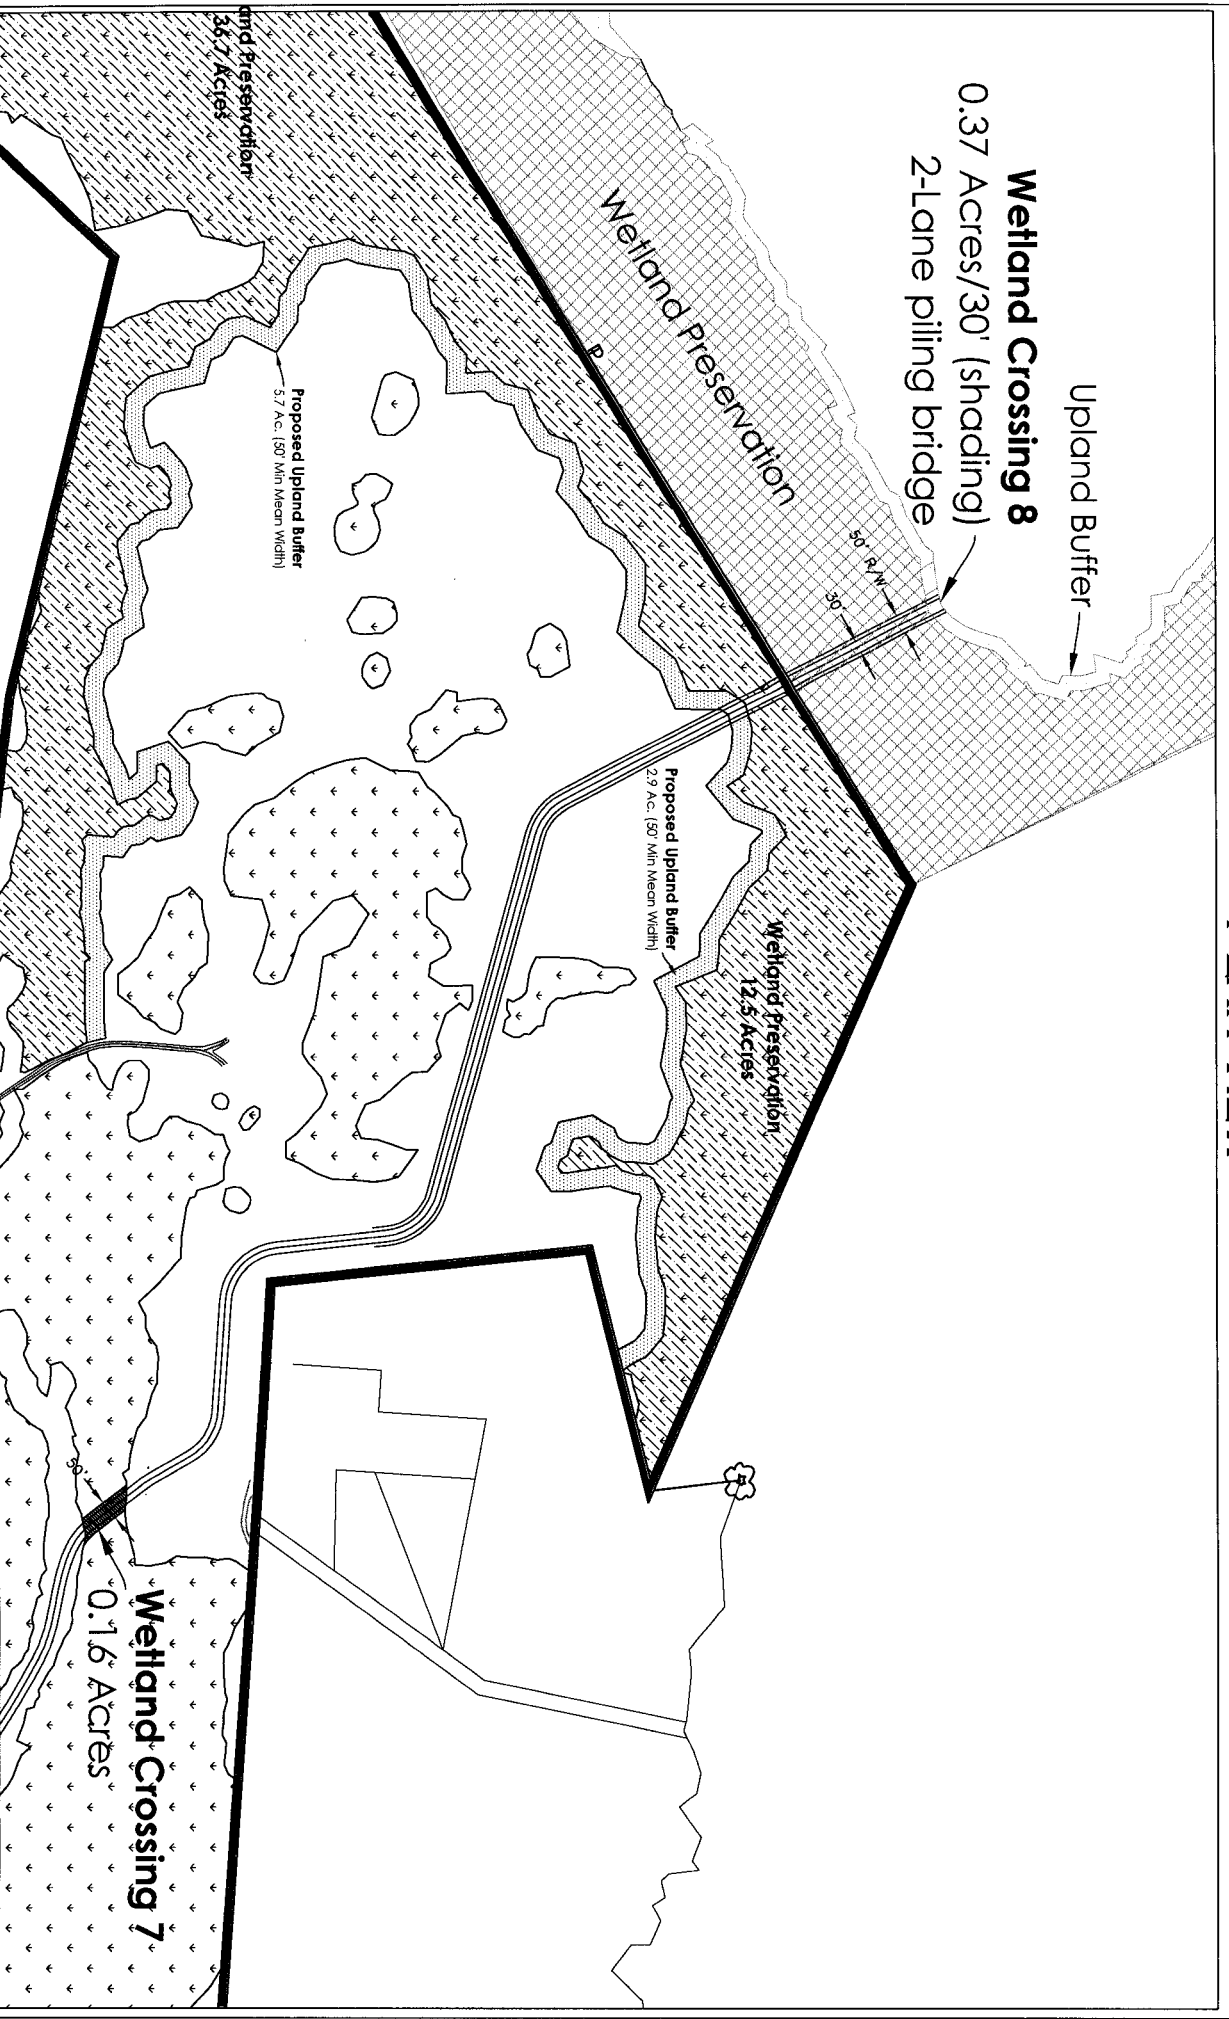 Upland Buffer
Wetland Crossing 8
0.37 Acres/30' (shading)
2-Lane piling bridge
50' R/W
30'
Wetland Preservation
and Preservation
36.7 Acres
Proposed Upland Buffer
5.7 Ac. (50' Min Mean Width)
Proposed Upland Buffer
2.9 Ac. (50' Min Mean Width)
Wetland Preservation
12.5 Acres
50'
Wetland Crossing 7
0.16 Acres